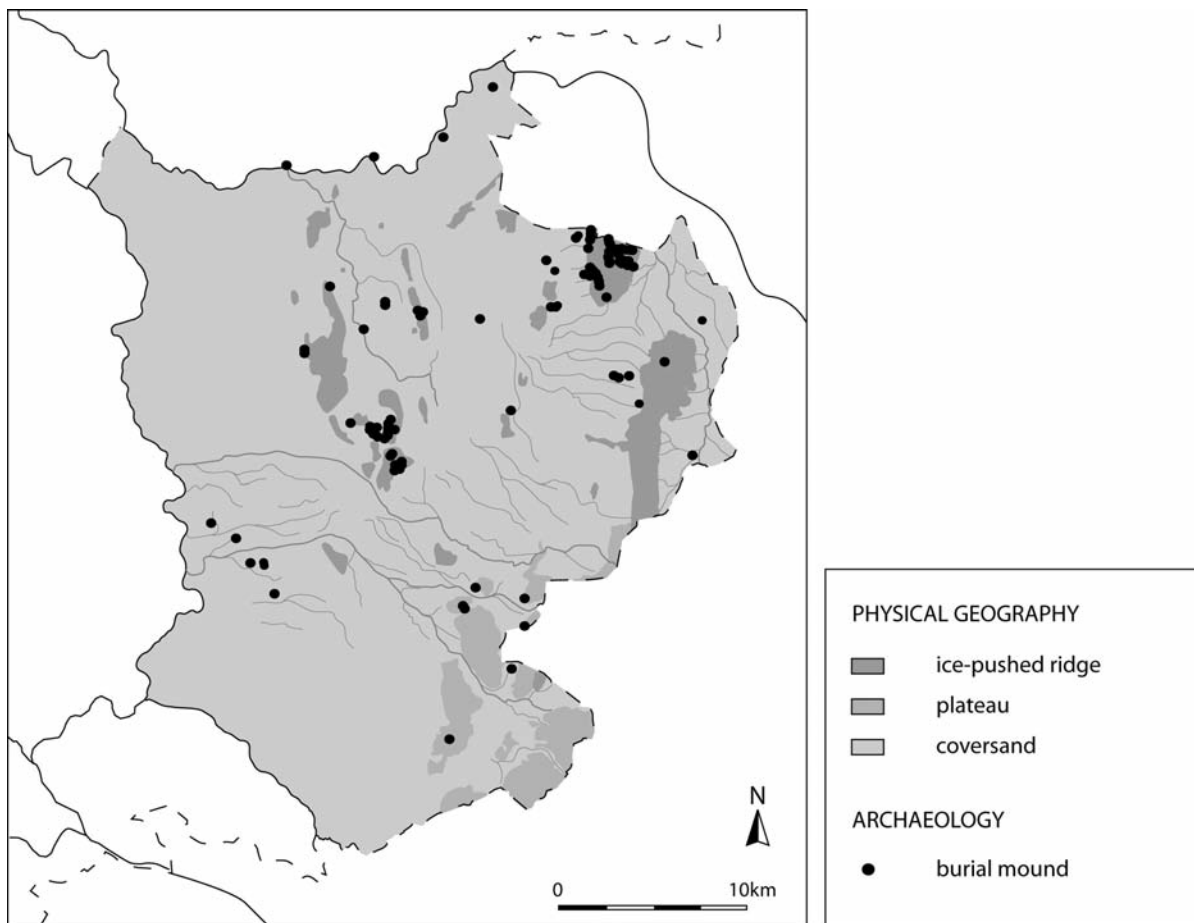 N
0 10km
PHYSICAL GEOGRAPHY
ice-pushed ridge
plateau
coversand
ARCHAEOLOGY
burial mound